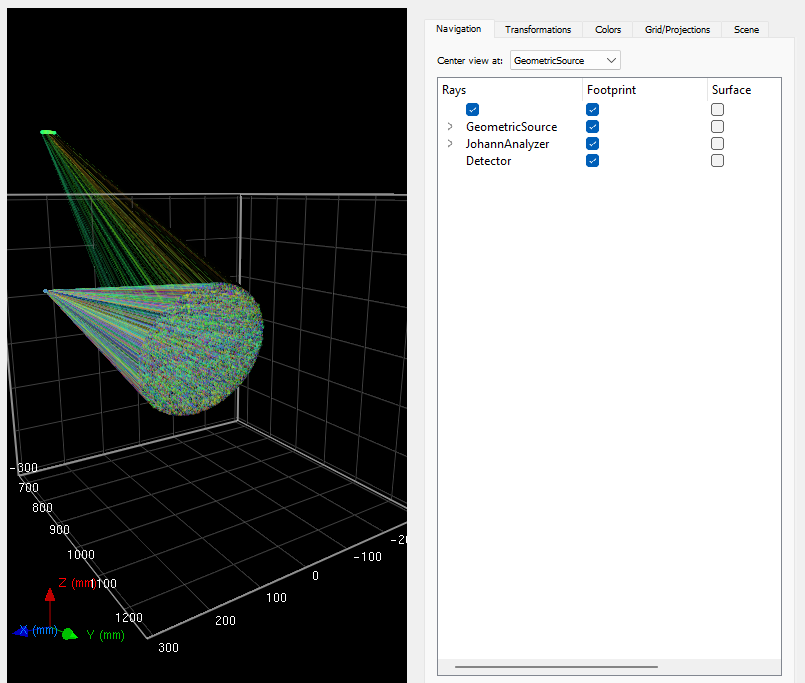 Navigation Transformations Colors Grid/Projections Scene
Center view at: GeometricSource
Rays Footprint Surface
GeometricSource
JohannAnalyzer
Detector
-300
700
800
900
1000
1100
1200
300
200
100
0
-100
Z (mm)
X (mm)
Y (mm)